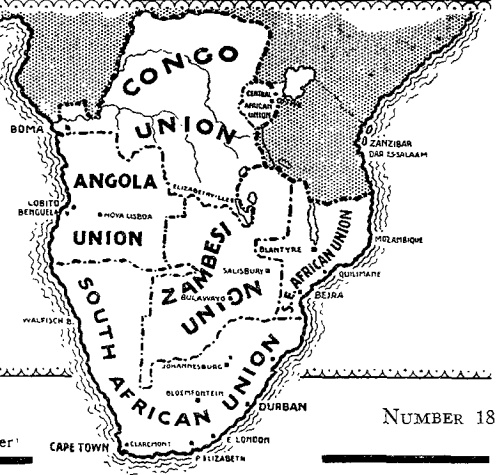 CONGO
UNION
CENTRAL
AFRICAN
UNION
BOMA
ZANZIBAR
DAR ESSALAAM
ANGOLA
UNION
ELIZABETHVILLE
LOBITO
BENGUELA
NOVA LISBOA
ZAMBESI
UNION
BLANTYRE
S.E. AFRICAN UNION
MOZAMBIQUE
SALISBURY
QUILIMANE
BULAWAYO
BEIRA
SOUTH AFRICAN UNION
WALFISCH B.
JOHANNESBURG
BLOEMFONTEIN
DURBAN
NUMBER 18
CAPE TOWN
CLAREMONT
E. LONDON
P. ELIZABETH